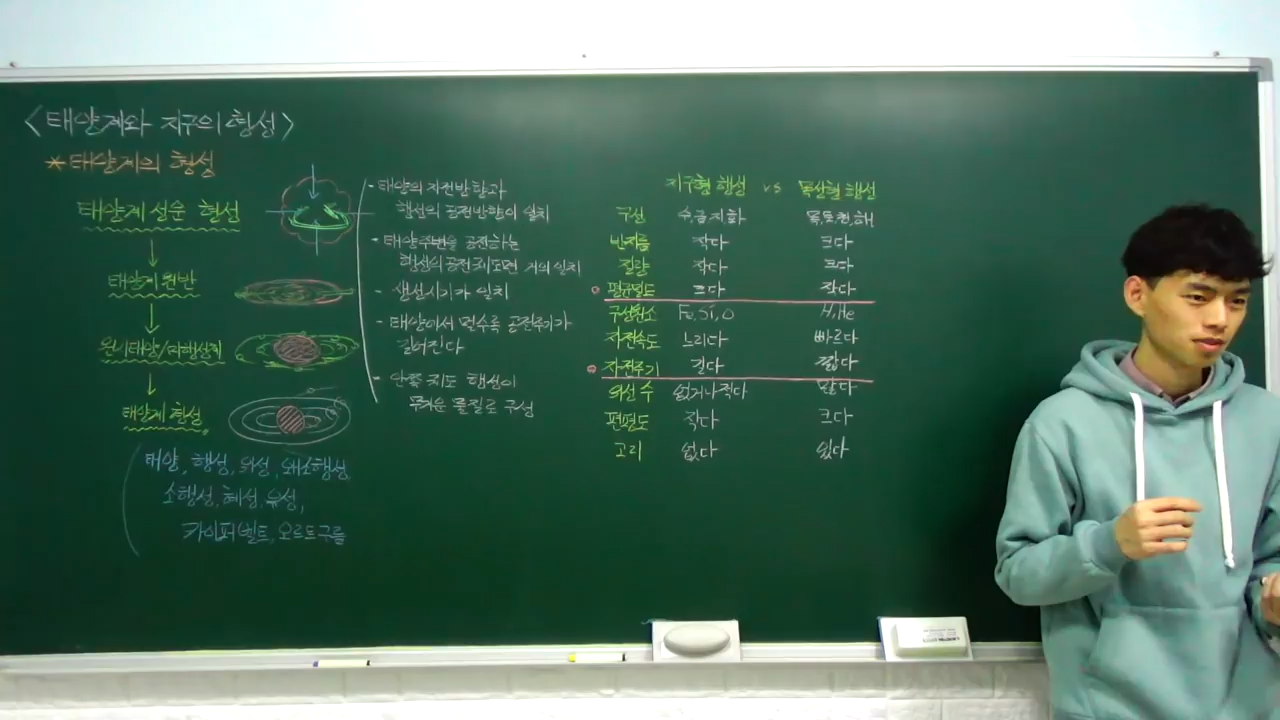 <태양계와 지구의 형성>
*태양계의 형성
태양계 성운 형성
↓
태양계 원반
↓
원시태양/미행성체
↓
태양계 형성
태양, 행성, 위성, 왜소행성,
소행성, 혜성, 유성,
카이퍼벨트, 오르트구름
- 태양의 자전방향과
행성의 공전방향이 일치
- 태양주변을 공전하는
행성의 공전궤도면 거의 일치
- 생성시기가 일치
- 태양에서 멀수록 공전주기가
길어진다
- 안쪽 궤도 행성이
무거운 물질로 구성
지구형 행성 vs 목성형 행성
구성 수,금,지,화 목,토,천,해
반지름 작다 크다
질량 작다 크다
평균밀도 크다 작다
구성원소 Fe, Si, O H, He
자전속도 느리다 빠르다
자전주기 길다 짧다
위성 수 없거나 적다 많다
편평도 작다 크다
고리 없다 있다